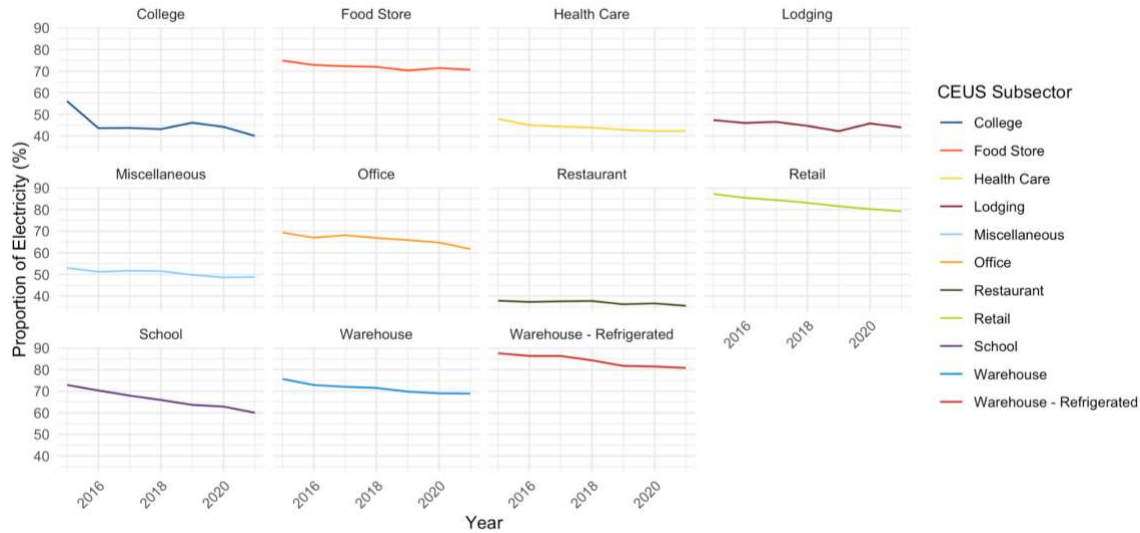 College
Food Store
Health Care
Lodging
90
80
70
60
50
40
Miscellaneous
Office
Restaurant
Retail
90
80
70
60
50
40
2016
2018
2020
School
Warehouse
Warehouse - Refrigerated
90
80
70
60
50
40
2016
2018
2020
2016
2018
2020
2016
2018
2020
Year
Proportion of Electricity (%)
CEUS Subsector
College
Food Store
Health Care
Lodging
Miscellaneous
Office
Restaurant
Retail
School
Warehouse
Warehouse - Refrigerated